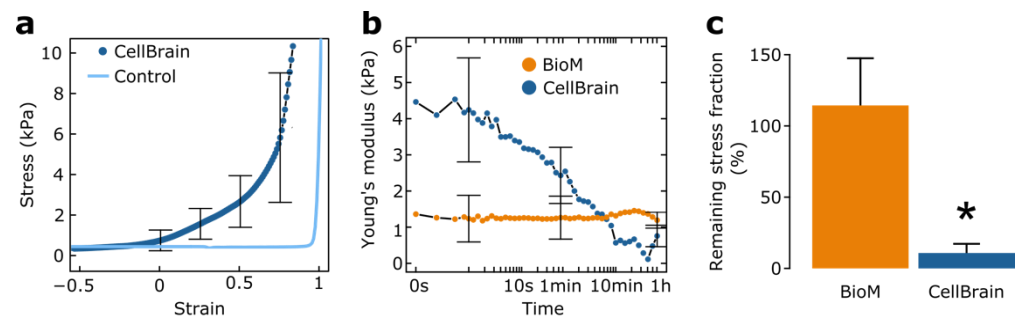 a
CellBrain
Control
Stress (kPa)
10
8
6
4
2
0
−0.5
0
0.5
1
Strain
b
BioM
CellBrain
Young's modulus (kPa)
6
5
4
3
2
1
0
0s
10s
1min
10min
1h
Time
c
Remaining stress fraction
(%)
150
100
50
0
*
BioM
CellBrain